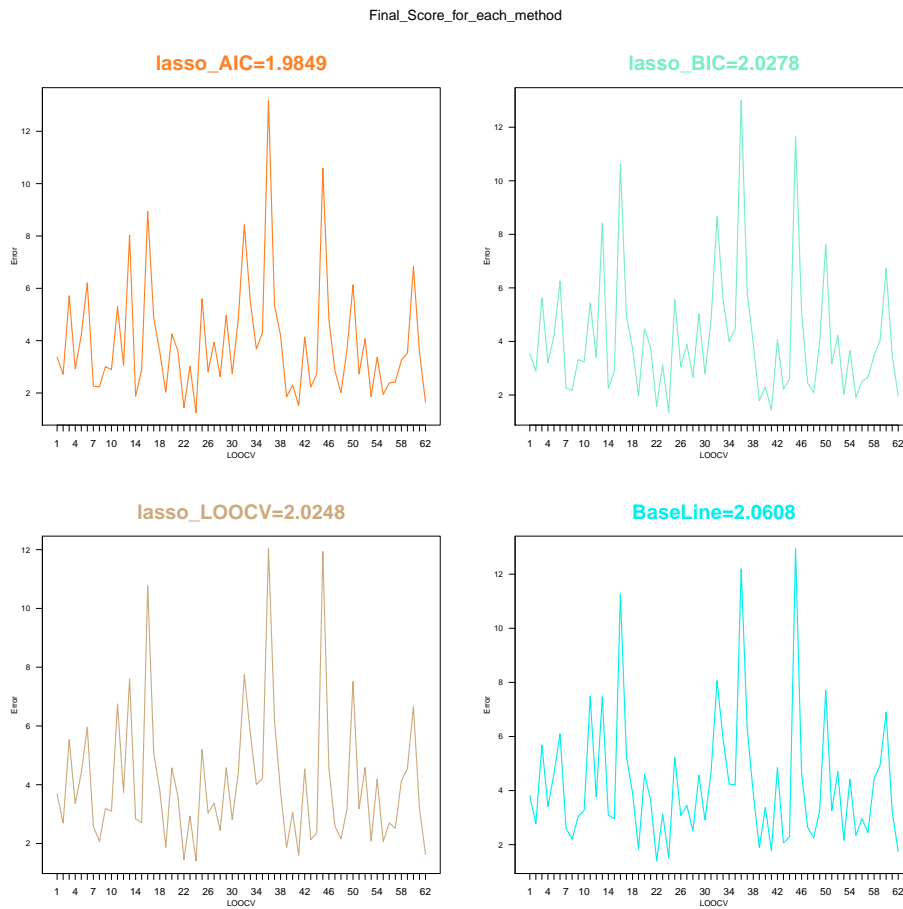 Final_Score_for_each_method
lasso_AIC=1.9849
Error
12
10
8
6
4
2
1 4 7 10 14 18 22 26 30 34 38 42 46 50 54 58 62
LOOCV
lasso_BIC=2.0278
Error
12
10
8
6
4
2
1 4 7 10 14 18 22 26 30 34 38 42 46 50 54 58 62
LOOCV
lasso_LOOCV=2.0248
Error
12
10
8
6
4
2
1 4 7 10 14 18 22 26 30 34 38 42 46 50 54 58 62
LOOCV
BaseLine=2.0608
Error
12
10
8
6
4
2
1 4 7 10 14 18 22 26 30 34 38 42 46 50 54 58 62
LOOCV